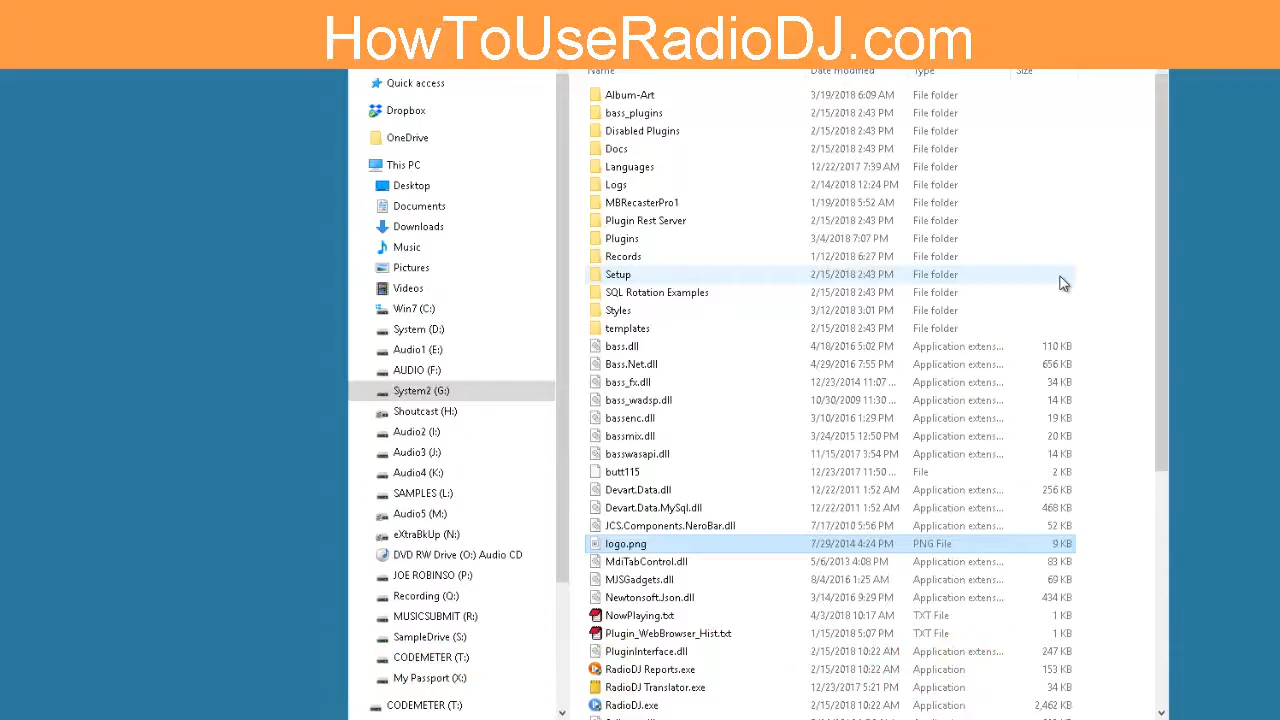 HowToUseRadioDJ.com
Name Date modified Type Size
Quick access
Dropbox
OneDrive
This PC
Desktop
Documents
Downloads
Music
Pictures
Videos
Win7 (C:)
System (D:)
Audio1 (E:)
AUDIO (F:)
System2 (G:)
Shoutcast (H:)
Audio2 (I:)
Audio3 (J:)
Audio4 (K:)
SAMPLES (L:)
Audio5 (M:)
eXtraBkUp (N:)
DVD RW Drive (O:) Audio CD
JOE ROBINSO (P:)
Recording (Q:)
MUSICSUBMIT (R:)
SampleDrive (S:)
CODEMETER (T:)
My Passport (X:)
CODEMETER (T:)
Album-Art 3/19/2018 6:09 AM File folder
bass_plugins 2/15/2018 2:43 PM File folder
Disabled Plugins 2/15/2018 2:43 PM File folder
Docs 2/15/2018 2:43 PM File folder
Languages 12/22/2017 7:39 AM File folder
Logs 2/14/2018 12:24 PM File folder
MBRecasterPro1 1/19/2018 5:52 AM File folder
Plugin Rest Server 2/15/2018 2:43 PM File folder
Plugins 3/4/2018 7:07 PM File folder
Records 1/12/2018 6:27 PM File folder
Setup 2/15/2018 2:43 PM File folder
SQL Rotation Examples 2/15/2018 2:43 PM File folder
Styles 3/12/2018 3:01 PM File folder
templates 2/15/2018 2:43 PM File folder
bass.dll 4/18/2016 5:02 PM Application extens... 110 KB
Bass.Net.dll 4/29/2016 7:55 PM Application extens... 656 KB
bass_fx.dll 12/23/2014 11:07 ... Application extens... 34 KB
bass_wadsp.dll 10/30/2009 11:30 ... Application extens... 14 KB
bassenc.dll 3/10/2016 1:29 PM Application extens... 19 KB
bassmix.dll 3/24/2015 12:50 PM Application extens... 20 KB
basswasapi.dll 11/15/2017 3:54 PM Application extens... 14 KB
butt115 12/23/2017 11:50 ... File 2 KB
Devart.Data.dll 12/22/2011 1:52 AM Application extens... 256 KB
Devart.Data.MySql.dll 12/22/2011 1:52 AM Application extens... 468 KB
JCS.Components.NeroBar.dll 7/17/2010 5:56 PM Application extens... 52 KB
logo.png 7/29/2014 4:24 PM PNG File 9 KB
MdiTabControl.dll 5/6/2013 4:08 PM Application extens... 83 KB
MJSGadgets.dll 8/4/2016 1:25 AM Application extens... 69 KB
Newtonsoft.Json.dll 3/14/2016 9:29 PM Application extens... 434 KB
NowPlaying.txt 4/3/2018 10:17 AM TXT File 1 KB
Plugin_WebBrowser_Hist.txt 1/15/2018 5:07 PM TXT File 1 KB
PluginInterface.dll 2/15/2018 10:22 AM Application extens... 247 KB
RadioDJ Reports.exe 2/15/2018 10:22 AM Application 153 KB
RadioDJ Translator.exe 12/23/2017 5:21 PM Application 34 KB
RadioDJ.exe 2/15/2018 10:22 AM Application 2,462 KB